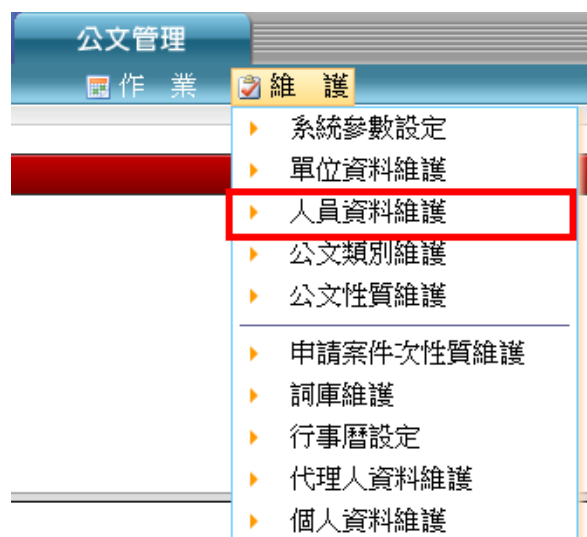 公文管理
作 業 維 護
系統參數設定
單位資料維護
人員資料維護
公文類別維護
公文性質維護
申請案件次性質維護
詞庫維護
行事曆設定
代理人資料維護
個人資料維護